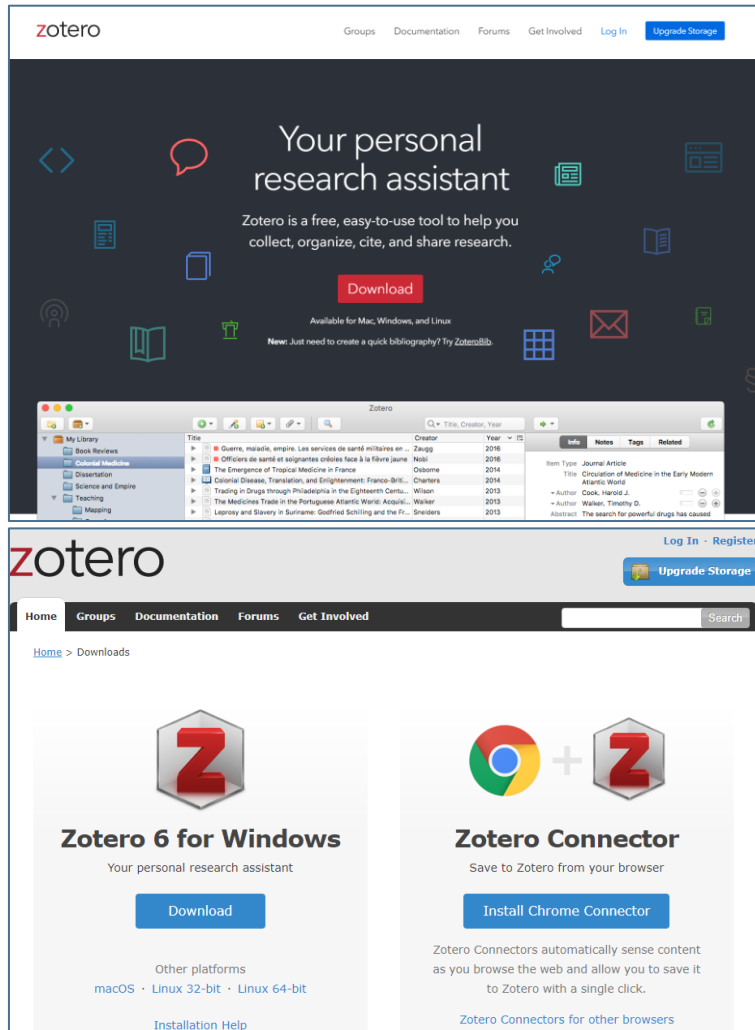 zotero
Groups Documentation Forums Get Involved Log In Upgrade Storage
Your personal
research assistant
Zotero is a free, easy-to-use tool to help you
collect, organize, cite, and share research.
Download
Available for Mac, Windows, and Linux
New: Just need to create a quick bibliography? Try ZoteroBib.
Zotero
Title, Creator, Year
My Library
Book Reviews
Colonial Medicine
Dissertation
Science and Empire
Teaching
Mapping
Title Creator Year
Guerre, maladie, empire. Les services de santé militaires en ... Zaugg 2016
Officiers de santé et soignantes créoles face à la fièvre jaune Nobi 2016
The Emergence of Tropical Medicine in France Osborne 2014
Colonial Disease, Translation, and Enlightenment: Franco-Briti... Charters 2014
Trading in Drugs through Philadelphia in the Eighteenth Centu... Wilson 2013
The Medicines Trade in the Portuguese Atlantic World: Acquisi... Walker 2013
Leprosy and Slavery in Suriname: Godfried Schilling and the Fr... Sneiders 2013
Info Notes Tags Related
Item Type Journal Article
Title Circulation of Medicine in the Early Modern
Atlantic World
Author Cook, Harold J.
Author Walker, Timothy D.
Abstract The search for powerful drugs has caused
zotero
Log In · Register
Upgrade Storage
Home Groups Documentation Forums Get Involved
Search
Home > Downloads
Zotero 6 for Windows
Your personal research assistant
Download
Other platforms
macOS · Linux 32-bit · Linux 64-bit
Installation Help
Zotero Connector
Save to Zotero from your browser
Install Chrome Connector
Zotero Connectors automatically sense content
as you browse the web and allow you to save it
to Zotero with a single click.
Zotero Connectors for other browsers